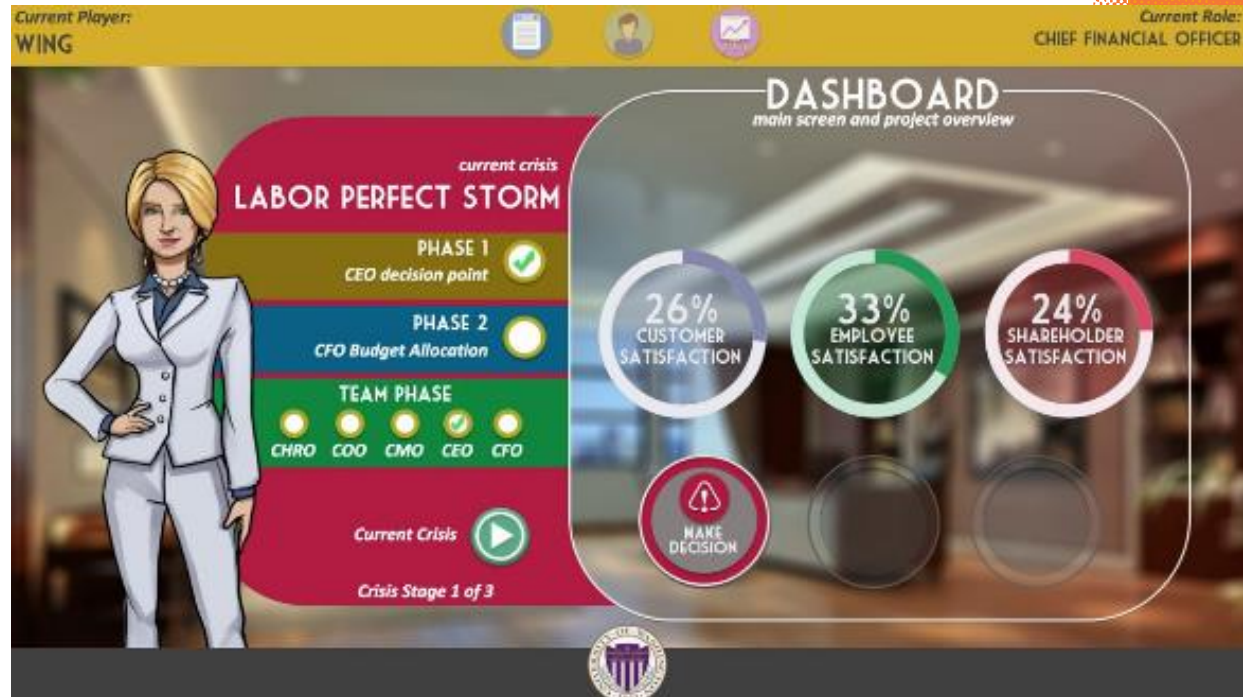 Current Player:
WING
Current Role:
CHIEF FINANCIAL OFFICER
DASHBOARD
main screen and project overview
current crisis
LABOR PERFECT STORM
PHASE 1
CEO decision point
PHASE 2
CFO Budget Allocation
TEAM PHASE
CHRO COO CMO CEO CFO
Current Crisis
Crisis Stage 1 of 3
26%
CUSTOMER
SATISFACTION
33%
EMPLOYEE
SATISFACTION
24%
SHAREHOLDER
SATISFACTION
MAKE
DECISION